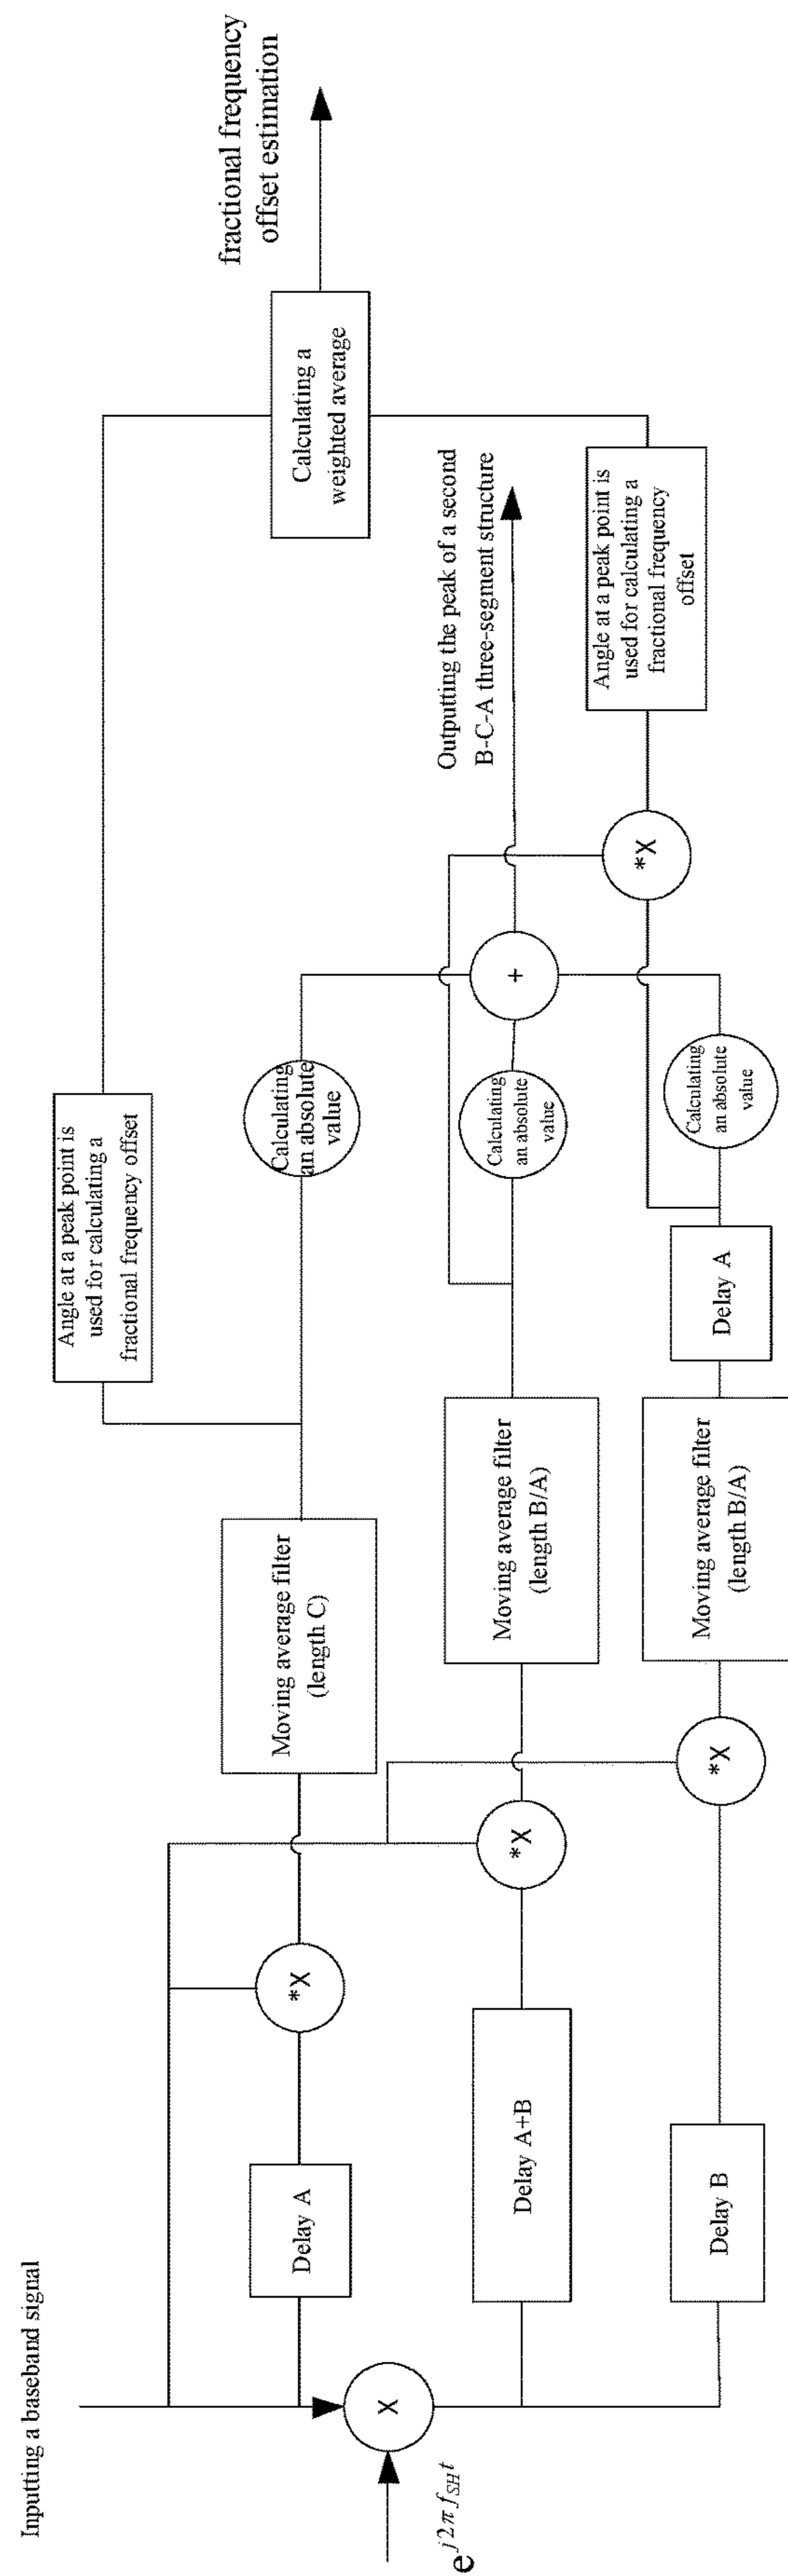 Inputting a baseband signal
e^{j2π f_{SH} t}
X
Delay A
*X
Moving average filter
(length C)
Angle at a peak point is
used for calculating a
fractional frequency offset
Calculating
an absolute
value
Delay A+B
*X
Moving average filter
(length B/A)
Calculating
an absolute
value
+
Outputting the peak of a second
B-C-A three-segment structure
Delay B
*X
Moving average filter
(length B/A)
Delay A
Calculating
an absolute
value
*X
Angle at a peak point is
used for calculating a
fractional frequency
offset
Calculating a
weighted average
fractional frequency
offset estimation